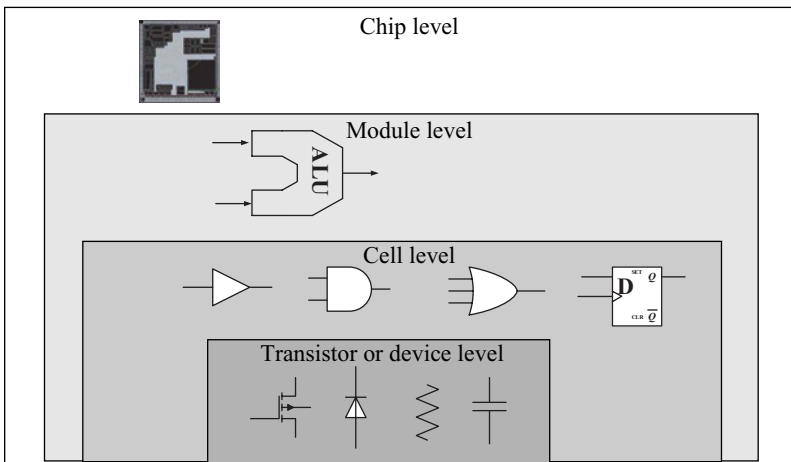 Chip level
Module level
ALU
Cell level
SET Q
D
CLR Q̅
Transistor or device level